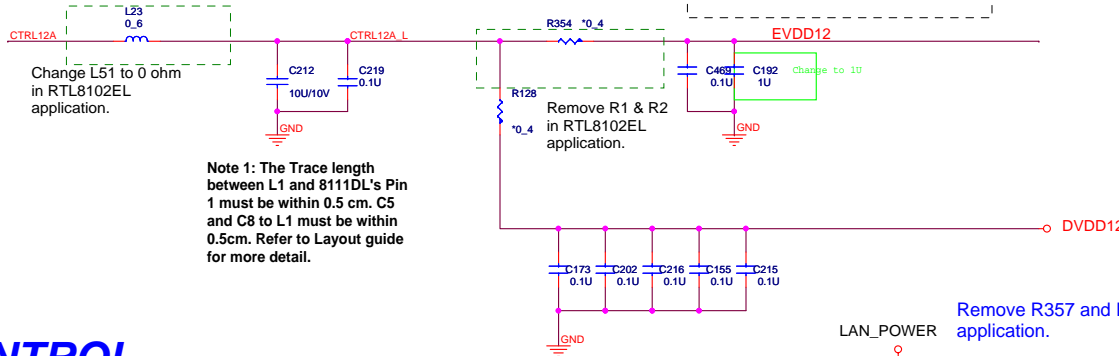 L23
0_6
CTRL12A
CTRL12A_L
R354 *0_4
EVDD12
Change L51 to 0 ohm
in RTL8102EL
application.
C212
10U/10V
C219
0.1U
GND
R128
*0_4
Remove R1 & R2
in RTL8102EL
application.
C469
0.1U
C192
1U
Change to 1U
GND
Note 1: The Trace length
between L1 and 8111DL's Pin
1 must be within 0.5 cm. C5
and C8 to L1 must be within
0.5cm. Refer to Layout guide
for more detail.
DVDD12
C173
0.1U
C202
0.1U
C216
0.1U
C155
0.1U
C215
0.1U
GND
LAN_POWER
Remove R357 and
application.